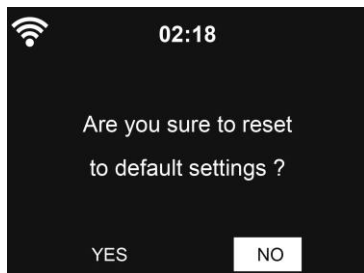 02:18
Are you sure to reset
to default settings ?
YES NO